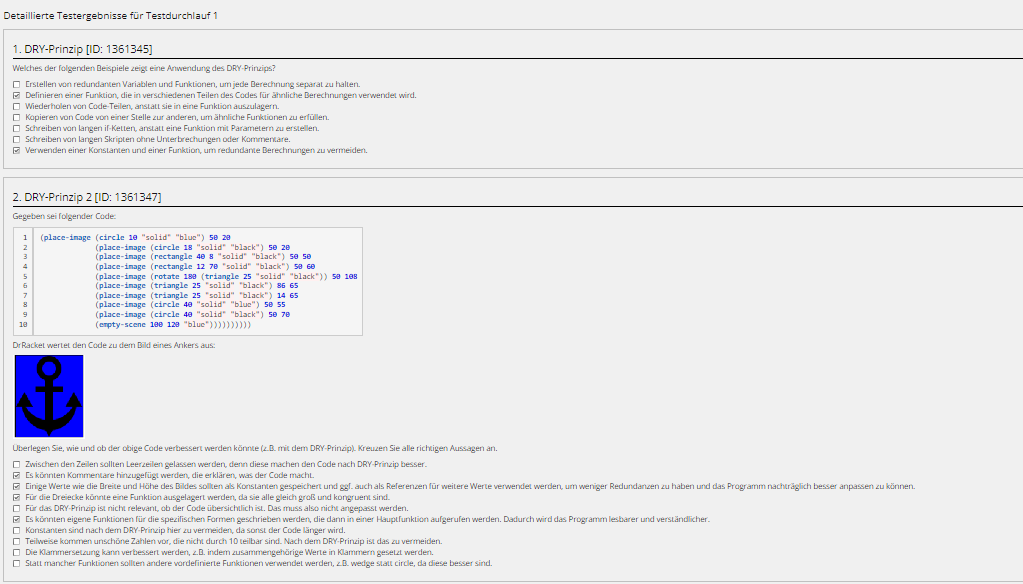 Detaillierte Testergebnisse für Testdurchlauf 1
1. DRY-Prinzip [ID: 1361345]
Welches der folgenden Beispiele zeigt eine Anwendung des DRY-Prinzips?
Erstellen von redundanten Variablen und Funktionen, um jede Berechnung separat zu halten.
Definieren einer Funktion, die in verschiedenen Teilen des Codes für ähnliche Berechnungen verwendet wird.
Wiederholen von Code-Teilen, anstatt sie in eine Funktion auszulagern.
Kopieren von Code von einer Stelle zur anderen, um ähnliche Funktionen zu erfüllen.
Schreiben von langen if-Ketten, anstatt eine Funktion mit Parametern zu erstellen.
Schreiben von langen Skripten ohne Unterbrechungen oder Kommentare.
Verwenden einer Konstanten und einer Funktion, um redundante Berechnungen zu vermeiden.
2. DRY-Prinzip 2 [ID: 1361347]
Gegeben sei folgender Code:
1 (place-image (circle 10 "solid" "blue") 50 20
2 (place-image (circle 18 "solid" "black") 50 20
3 (place-image (rectangle 40 8 "solid" "black") 50 50
4 (place-image (rectangle 12 70 "solid" "black") 50 60
5 (place-image (rotate 180 (triangle 25 "solid" "black")) 50 108
6 (place-image (triangle 25 "solid" "black") 86 65
7 (place-image (triangle 25 "solid" "black") 14 65
8 (place-image (circle 40 "solid" "blue") 50 55
9 (place-image (circle 40 "solid" "black") 50 70
10 (empty-scene 100 120 "blue"))))))))))
DrRacket wertet den Code zu dem Bild eines Ankers aus:
Überlegen Sie, wie und ob der obige Code verbessert werden könnte (z.B. mit dem DRY-Prinzip). Kreuzen Sie alle richtigen Aussagen an.
Zwischen den Zeilen sollten Leerzeilen gelassen werden, denn diese machen den Code nach DRY-Prinzip besser.
Es könnten Kommentare hinzugefügt werden, die erklären, was der Code macht.
Einige Werte wie die Breite und Höhe des Bildes sollten als Konstanten gespeichert und ggf. auch als Referenzen für weitere Werte verwendet werden, um weniger Redundanzen zu haben und das Programm nachträglich besser anpassen zu können.
Für die Dreiecke könnte eine Funktion ausgelagert werden, da sie alle gleich groß und kongruent sind.
Für das DRY-Prinzip ist nicht relevant, ob der Code übersichtlich ist. Das muss also nicht angepasst werden.
Es könnten eigene Funktionen für die spezifischen Formen geschrieben werden, die dann in einer Hauptfunktion aufgerufen werden. Dadurch wird das Programm lesbarer und verständlicher.
Konstanten sind nach dem DRY-Prinzip hier zu vermeiden, da sonst der Code länger wird.
Teilweise kommen unschöne Zahlen vor, die nicht durch 10 teilbar sind. Nach dem DRY-Prinzip ist das zu vermeiden.
Die Klammersetzung kann verbessert werden, z.B. indem zusammengehörige Werte in Klammern gesetzt werden.
Statt mancher Funktionen sollten andere vordefinierte Funktionen verwendet werden, z.B. wedge statt circle, da diese besser sind.